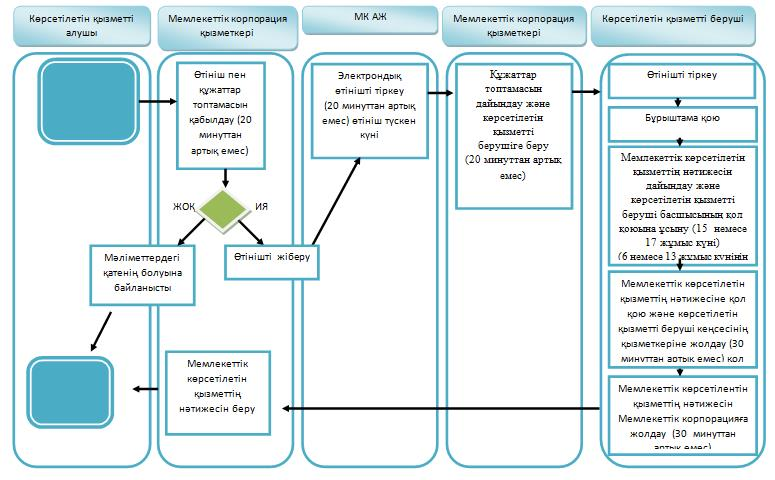 Көрсетілетін қызметті
алушы
Мемлекеттік корпорация
қызметкері
МК АЖ
Мемлекеттік корпорация
қызметкері
Көрсетілетін қызметті беруші
Өтініш пен
құжаттар
топтамасын
қабылдау (20
минуттан
артық емес)
ЖОҚ
ИЯ
Мәліметтердегі
қатенің болуына
байланысты
Өтінішті жіберу
Мемлекеттік
көрсетілетін
қызметтің
нәтижесін беру
Электрондық
өтінішті тіркеу
(20 минуттан артық
емес) өтініш түскен
күні
Құжаттар
топтамасын
дайындау және
көрсетілетін
қызметті
берушіге беру
(20 минуттан артық
емес)
Өтінішті тіркеу
Бұрыштама қою
Мемлекеттік көрсетілетін
қызметтің нәтижесін
дайындау және
көрсетілетін қызметті
беруші басшысының қол
қоюына ұсыну (15 немесе
17 жұмыс күні)
(6 немесе 13 жұмыс күнінің
Мемлекеттік көрсетілетін
қызметтің нәтижесіне қол
қою және көрсетілетін
қызметті беруші кеңсесінің
қызметкеріне жолдау (30
минуттан артық емес) қол
Мемлекеттік көрсетілентін
қызметтің нәтижесін
Мемлекеттік корпорацияға
жолдау (30 минуттан
артық емес)